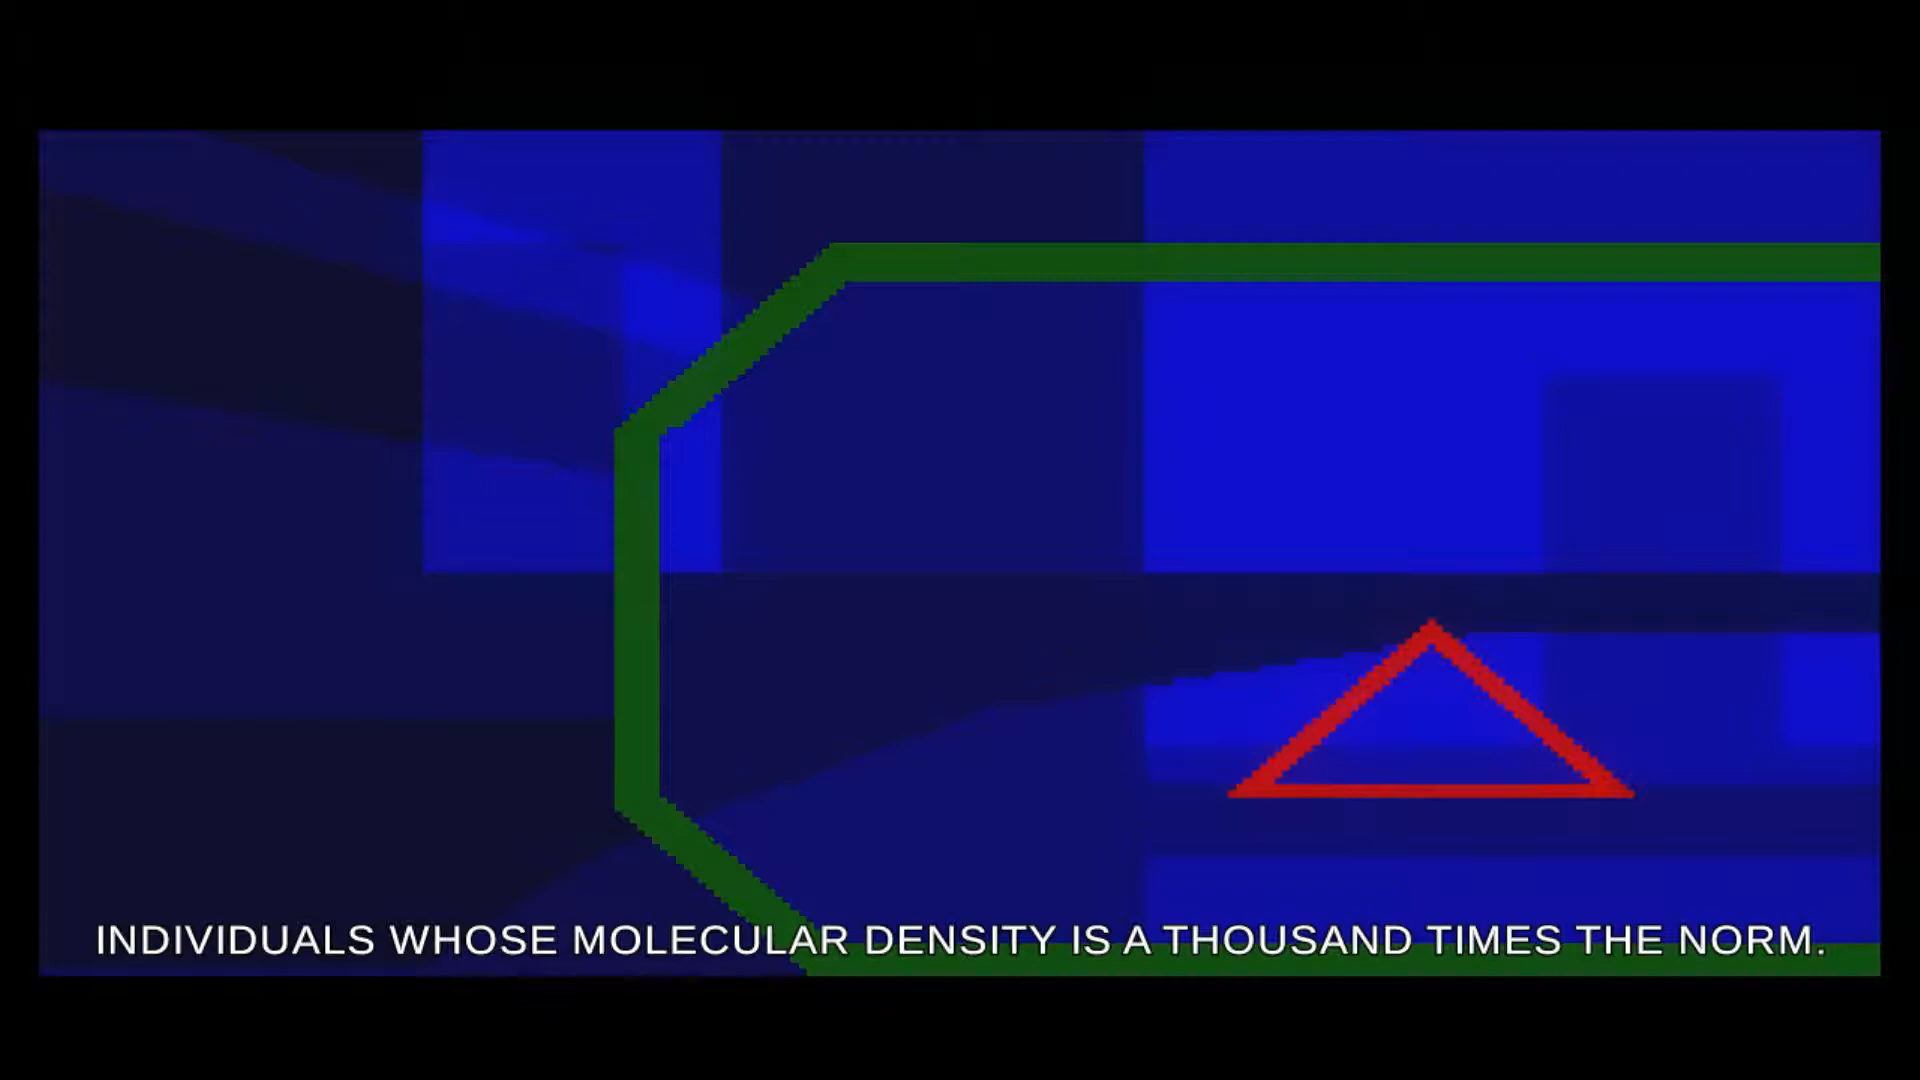 INDIVIDUALS WHOSE MOLECULAR DENSITY IS A THOUSAND TIMES THE NORM.